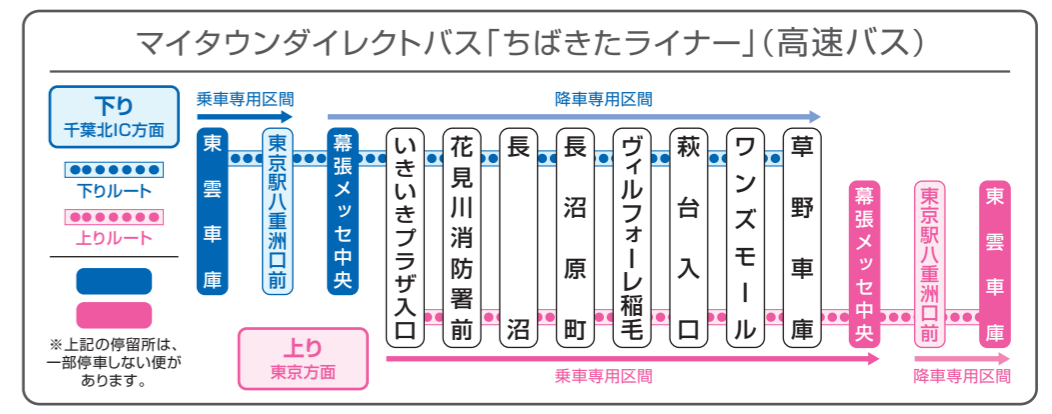 マイタウンダイレクトバス「ちばきたライナー」（高速バス）
下り
千葉北IC方面
下りルート
上りルート
※上記の停留所は、
一部停車しない便が
あります。
乗車専用区間
降車専用区間
東雲車庫
東京駅八重洲口前
幕張メッセ中央
いきいきプラザ入口
花見川消防署前
長沼
長沼原町
ヴィルフォーレ稲毛
萩台入口
ワンズモール
草野車庫
幕張メッセ中央
東京駅八重洲口前
東雲車庫
上り
東京方面
乗車専用区間
降車専用区間